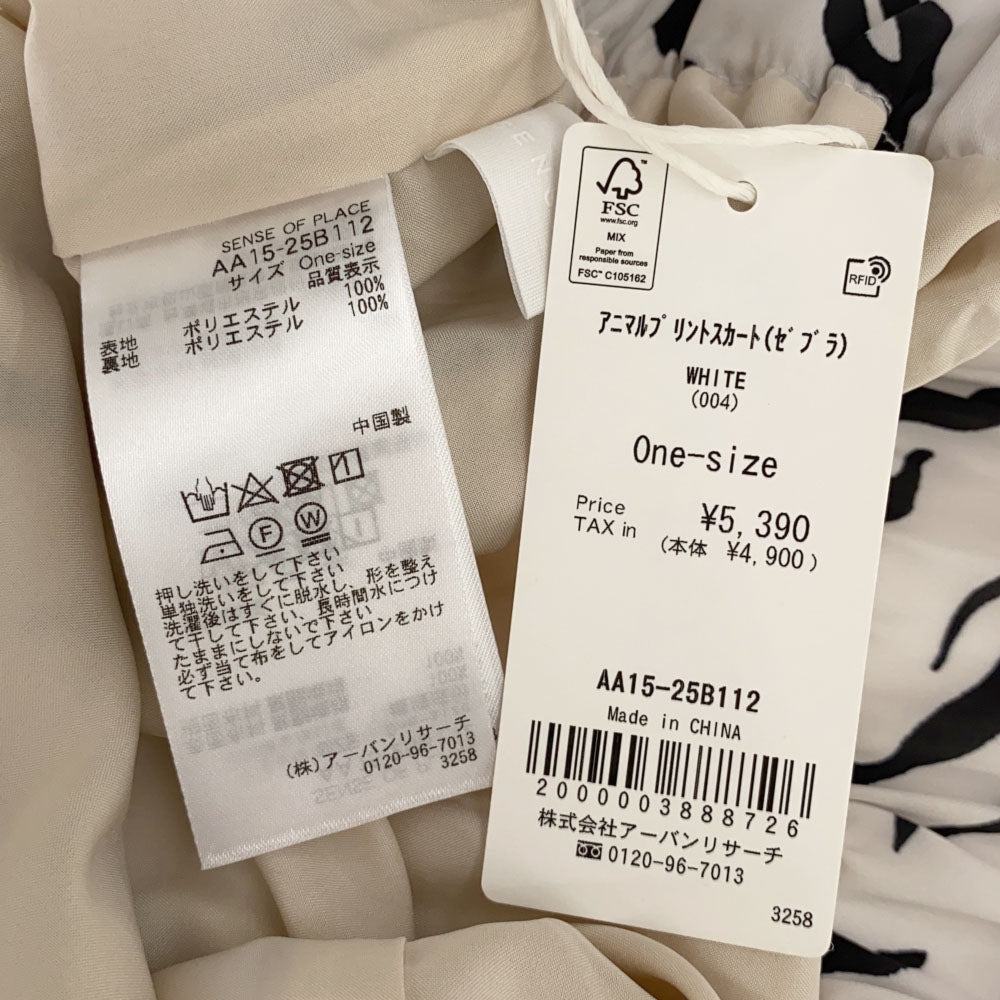 SENSE OF PLACE
AA15-25B112
サイズ One-size
品質表示
表地 ポリエステル 100%
裏地 ポリエステル 100%
中国製
押し洗いをして下さい
単独洗いをして下さい
洗濯後はすぐに脱水し、形を整え
て干して下さい、長時間水につけ
たままにしないで下さい
必ず当て布をしてアイロンをかけ
て下さい。
(株)アーバンリサーチ
0120-96-7013
3258
FSC
www.fsc.org
MIX
Paper from
responsible sources
FSC™ C105162
RFID
アニマルプリントスカート(ゼブラ)
WHITE
(004)
One-size
Price
TAX in
¥5,390
(本体 ¥4,900)
AA15-25B112
Made in CHINA
2000003888726
株式会社アーバンリサーチ
0120-96-7013
3258